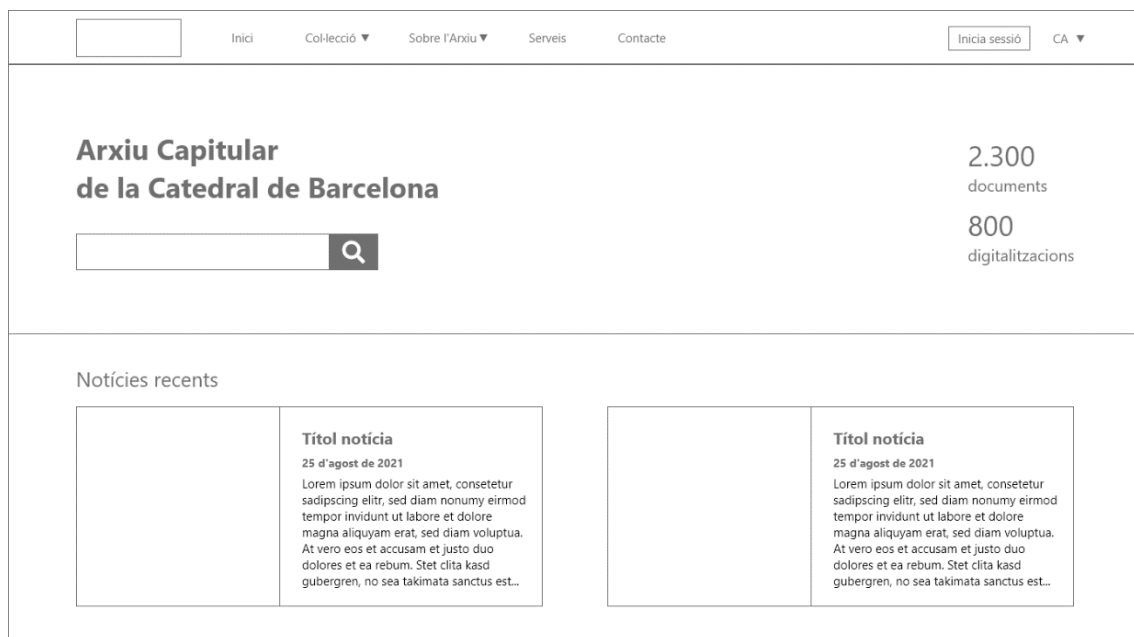 Inici Col·lecció ▼ Sobre l'Arxiu ▼ Serveis Contacte Inicia sessió CA ▼
Arxiu Capitular
de la Catedral de Barcelona
2.300
documents
800
digitalitzacions
Notícies recents
Títol notícia
25 d'agost de 2021
Lorem ipsum dolor sit amet, consetetur
sadipscing elitr, sed diam nonumy eirmod
tempor invidunt ut labore et dolore
magna aliquyam erat, sed diam voluptua.
At vero eos et accusam et justo duo
dolores et ea rebum. Stet clita kasd
gubergren, no sea takimata sanctus est...
Títol notícia
25 d'agost de 2021
Lorem ipsum dolor sit amet, consetetur
sadipscing elitr, sed diam nonumy eirmod
tempor invidunt ut labore et dolore
magna aliquyam erat, sed diam voluptua.
At vero eos et accusam et justo duo
dolores et ea rebum. Stet clita kasd
gubergren, no sea takimata sanctus est...